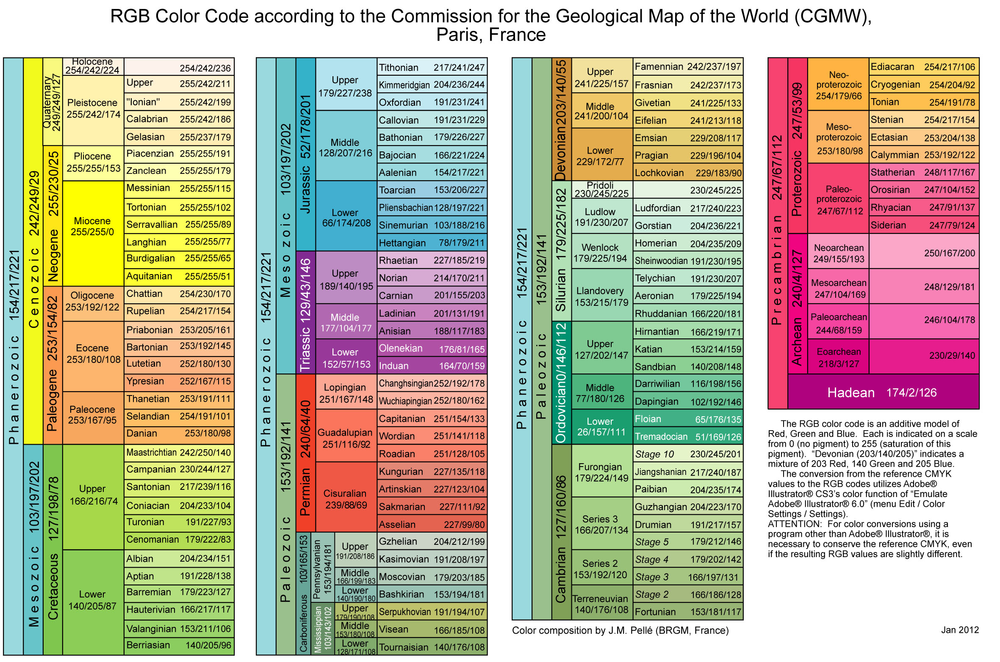 RGB Color Code according to the Commission for the Geological Map of the World (CGMW),
Paris, France
Phanerozoic 154/217/221
Cenozoic 242/249/29
Quaternary
249/249/127
Holocene
254/242/224
254/242/236
Pleistocene
255/242/174
Upper 255/242/211
"Ionian" 255/242/199
Calabrian 255/242/186
Gelasian 255/237/179
Neogene 255/230/25
Pliocene
255/255/153
Piacenzian 255/255/191
Zanclean 255/255/179
Miocene
255/255/0
Messinian 255/255/115
Tortonian 255/255/102
Serravallian 255/255/89
Langhian 255/255/77
Burdigalian 255/255/65
Aquitanian 255/255/51
Paleogene 253/154/82
Oligocene
253/192/122
Chattian 254/230/170
Rupelian 254/217/154
Eocene
253/180/108
Priabonian 253/205/161
Bartonian 253/192/145
Lutetian 252/180/130
Ypresian 252/167/115
Paleocene
253/167/95
Thanetian 253/191/111
Selandian 254/191/101
Danian 253/180/98
Mesozoic 103/197/202
Cretaceous 127/198/78
Upper
166/216/74
Maastrichtian 242/250/140
Campanian 230/244/127
Santonian 217/239/116
Coniacian 204/233/104
Turonian 191/227/93
Cenomanian 179/222/83
Lower
140/205/87
Albian 204/234/151
Aptian 191/228/138
Barremian 179/223/127
Hauterivian 166/217/117
Valanginian 153/211/106
Berriasian 140/205/96
Phanerozoic 154/217/221
Mesozoic 103/197/202
Jurassic 52/178/201
Upper
179/227/238
Tithonian 217/241/247
Kimmeridgian 204/236/244
Oxfordian 191/231/241
Middle
128/207/216
Callovian 191/231/229
Bathonian 179/226/227
Bajocian 166/221/224
Aalenian 154/217/221
Lower
66/174/208
Toarcian 153/206/227
Pliensbachian 128/197/221
Sinemurian 103/188/216
Hettangian 78/179/211
Triassic 129/43/146
Upper
189/140/195
Rhaetian 227/185/219
Norian 214/170/211
Carnian 201/155/203
Middle
177/104/177
Ladinian 201/131/191
Anisian 188/117/183
Lower
152/57/153
Olenekian 176/81/165
Induan 164/70/159
Paleozoic 153/192/141
Permian 240/64/40
Lopingian
251/167/148
Changhsingian 252/192/178
Wuchiapingian 252/180/162
Guadalupian
251/116/92
Capitanian 251/154/133
Wordian 251/141/118
Roadian 251/128/105
Cisuralian
239/88/69
Kungurian 227/135/118
Artinskian 227/123/104
Sakmarian 227/111/92
Asselian 227/99/80
Carboniferous 103/165/153
Pennsylvanian
153/194/181
Upper
191/208/186
Gzhelian 204/212/199
Kasimovian 191/208/197
Middle
166/199/183
Moscovian 179/203/185
Lower
140/190/180
Bashkirian 153/194/181
Mississippian
103/143/102
Upper
179/190/108
Serpukhovian 191/194/107
Middle
153/180/108
Visean 166/185/108
Lower
128/171/108
Tournaisian 140/176/108
Phanerozoic 154/217/221
Paleozoic 153/192/141
Devonian 203/140/55
Upper
241/225/157
Famennian 242/237/197
Frasnian 242/237/173
Middle
241/200/104
Givetian 241/225/133
Eifelian 241/213/118
Lower
229/172/77
Emsian 229/208/117
Pragian 229/196/104
Lochkovian 229/183/90
Silurian 179/225/182
Pridoli
230/245/225
230/245/225
Ludlow
191/230/207
Ludfordian 217/240/223
Gorstian 204/236/221
Wenlock
179/225/194
Homerian 204/235/209
Sheinwoodian 191/230/195
Llandovery
153/215/179
Telychian 191/230/207
Aeronian 179/225/194
Rhuddanian 166/220/181
Ordovician 0/146/112
Upper
127/202/147
Hirnantian 166/219/171
Katian 153/214/159
Sandbian 140/208/148
Middle
77/180/126
Darriwilian 116/198/156
Dapingian 102/192/146
Lower
26/157/111
Floian 65/176/135
Tremadocian 51/169/126
Cambrian 127/160/86
Furongian
179/224/149
Stage 10 230/245/201
Jiangshanian 217/240/187
Paibian 204/235/174
Series 3
166/207/134
Guzhangian 204/223/170
Drumian 191/217/157
Stage 5 179/212/146
Series 2
153/192/120
Stage 4 179/202/142
Stage 3 166/197/131
Terreneuvian
140/176/108
Stage 2 166/186/128
Fortunian 153/181/117
Color composition by J.M. Pellé (BRGM, France)
Precambrian 247/67/112
Proterozoic 247/53/99
Neo-
proterozoic
254/179/66
Ediacaran 254/217/106
Cryogenian 254/204/92
Tonian 254/191/78
Meso-
proterozoic
253/180/98
Stenian 254/217/154
Ectasian 253/204/138
Calymmian 253/192/122
Paleo-
proterozoic
247/67/112
Statherian 248/117/167
Orosirian 247/104/152
Rhyacian 247/91/137
Siderian 247/79/124
Archean 240/4/127
Neoarchean
249/155/193
250/167/200
Mesoarchean
247/104/169
248/129/181
Paleoarchean
244/68/159
246/104/178
Eoarchean
218/3/127
230/29/140
Hadean 174/2/126
The RGB color code is an additive model of
Red, Green and Blue. Each is indicated on a scale
from 0 (no pigment) to 255 (saturation of this
pigment). “Devonian (203/140/205)” indicates a
mixture of 203 Red, 140 Green and 205 Blue.
The conversion from the reference CMYK
values to the RGB codes utilizes Adobe®
Illustrator® CS3’s color function of “Emulate
Adobe® Illustrator® 6.0” (menu Edit / Color
Settings / Settings).
ATTENTION: For color conversions using a
program other than Adobe® Illustrator®, it is
necessary to conserve the reference CMYK, even
if the resulting RGB values are slightly different.
Jan 2012